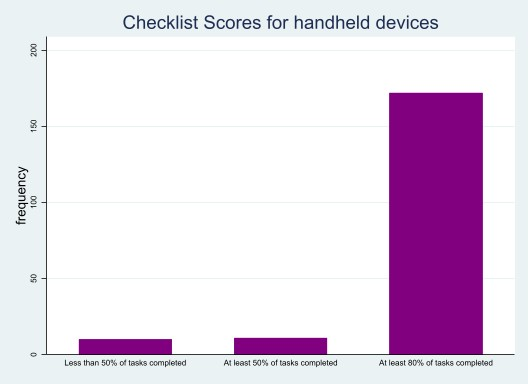 Checklist Scores for handheld devices
frequency
200
150
100
50
0
Less than 50% of tasks completed
At least 50% of tasks completed
At least 80% of tasks completed